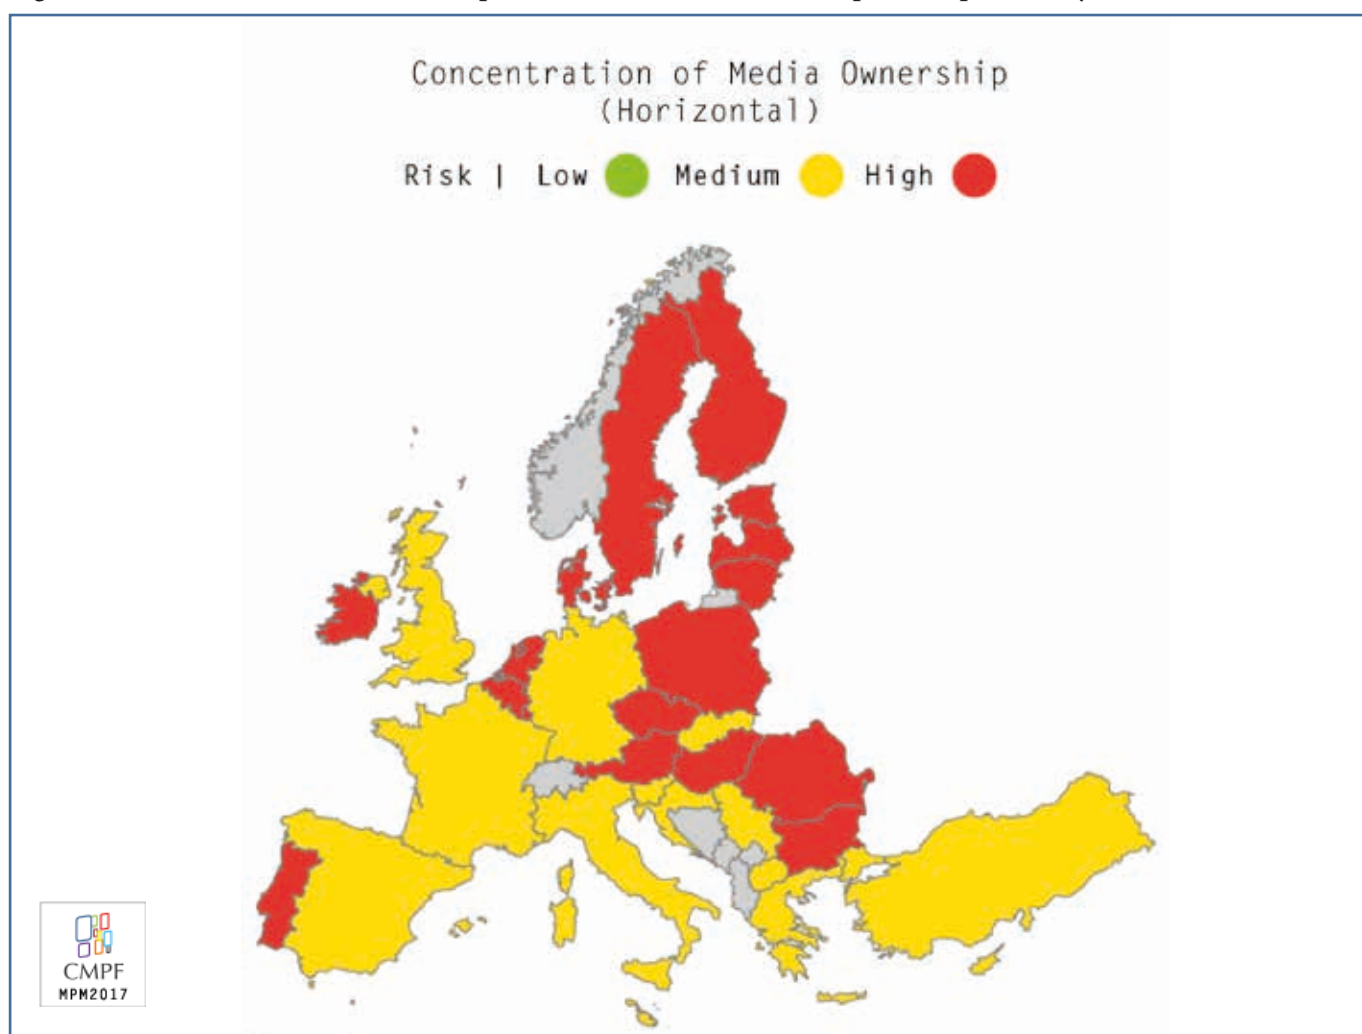 Concentration of Media Ownership
(Horizontal)
Risk | Low Medium High
CMPF
MPM2017